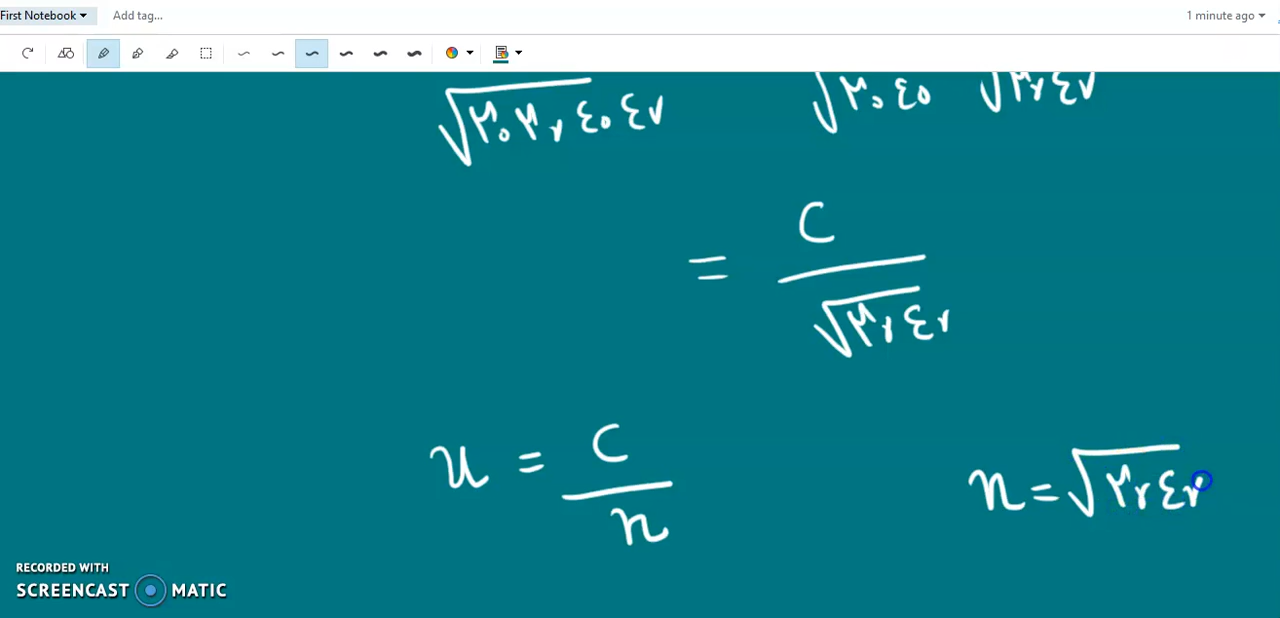 First Notebook Add tag... 1 minute ago
√μ₀μᵣε₀εᵣ √μ₀ε₀ √μᵣεᵣ
= C / √μᵣεᵣ
u = C / n n = √μᵣεᵣ
RECORDED WITH
SCREENCAST MATIC